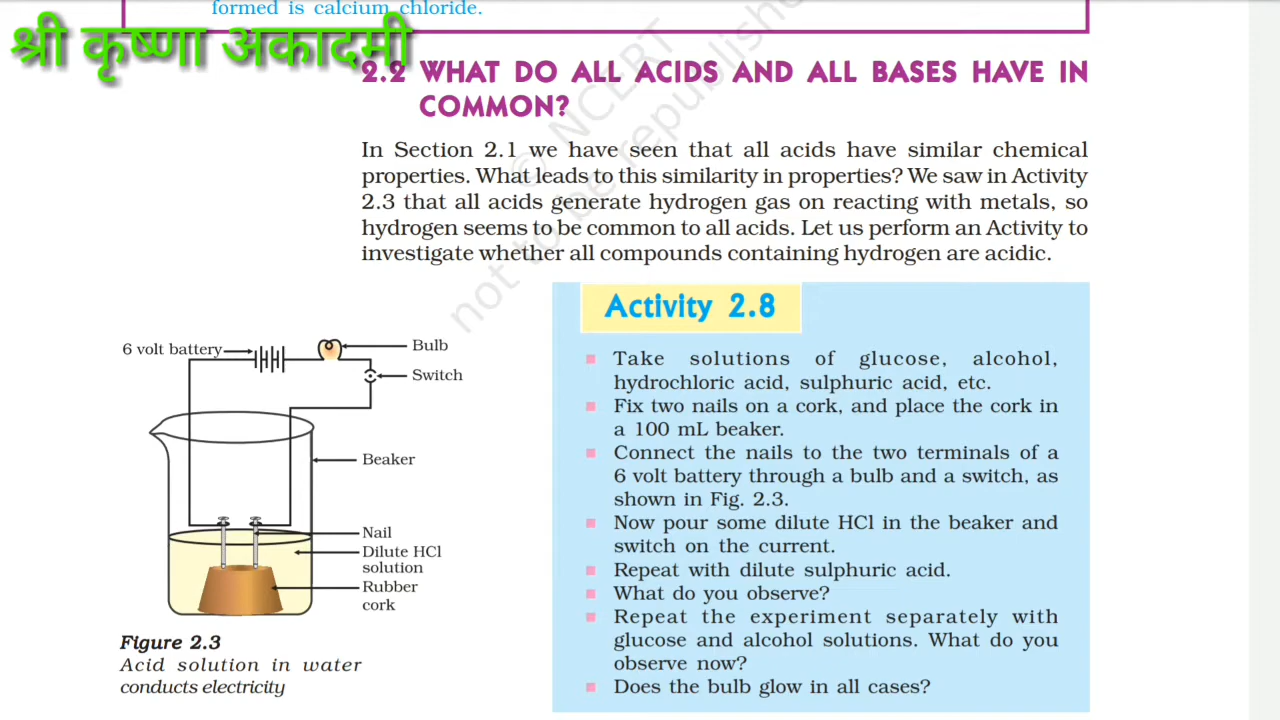 formed is calcium chloride.
श्री कृष्णा अकादमी
2.2 WHAT DO ALL ACIDS AND ALL BASES HAVE IN
COMMON?
© NCERT
not to be republished
In Section 2.1 we have seen that all acids have similar chemical
properties. What leads to this similarity in properties? We saw in Activity
2.3 that all acids generate hydrogen gas on reacting with metals, so
hydrogen seems to be common to all acids. Let us perform an Activity to
investigate whether all compounds containing hydrogen are acidic.
6 volt battery
Bulb
Switch
Beaker
Nail
Dilute HCl
solution
Rubber
cork
Figure 2.3
Acid solution in water
conducts electricity
Activity 2.8
Take solutions of glucose, alcohol,
hydrochloric acid, sulphuric acid, etc.
Fix two nails on a cork, and place the cork in
a 100 mL beaker.
Connect the nails to the two terminals of a
6 volt battery through a bulb and a switch, as
shown in Fig. 2.3.
Now pour some dilute HCl in the beaker and
switch on the current.
Repeat with dilute sulphuric acid.
What do you observe?
Repeat the experiment separately with
glucose and alcohol solutions. What do you
observe now?
Does the bulb glow in all cases?